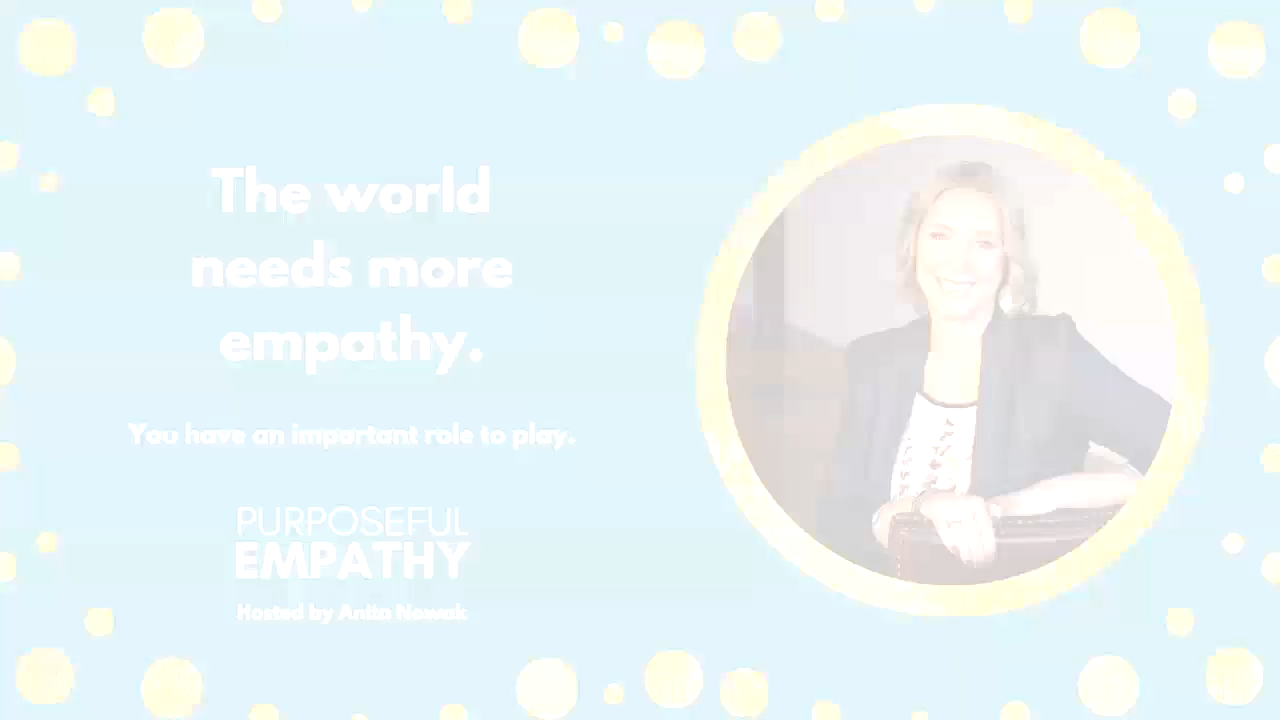 The world
needs more
empathy.
You have an important role to play.
PURPOSEFUL
EMPATHY
Hosted by Anita Nowak